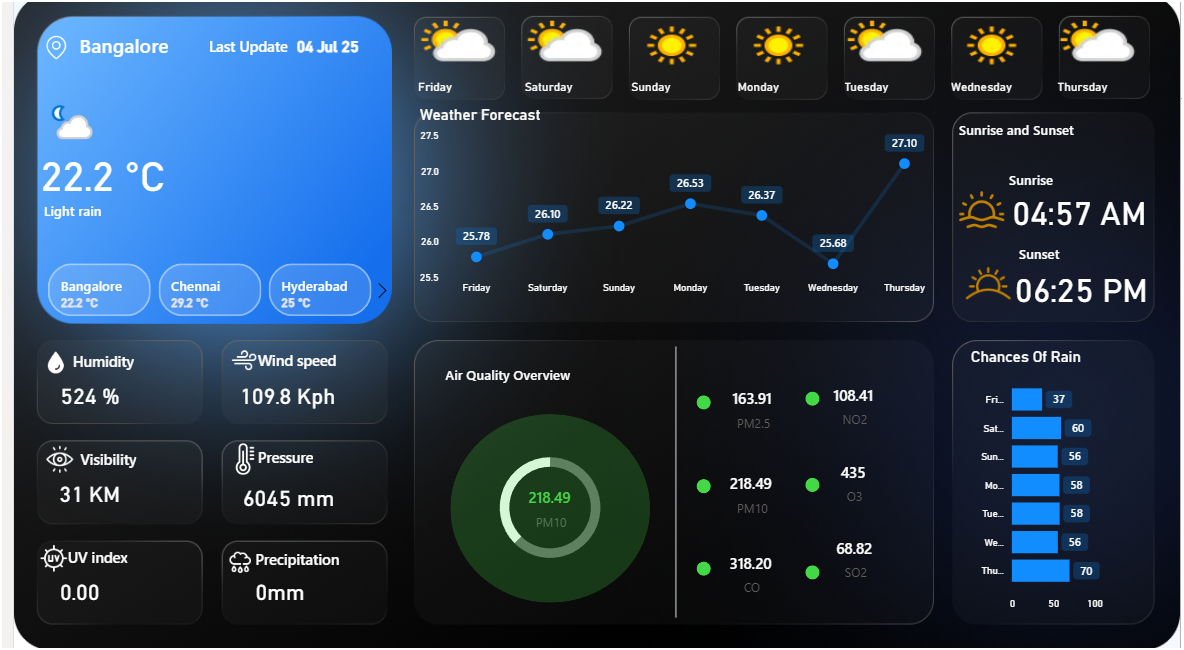 Bangalore
Last Update 04 Jul 25
22.2 °C
Light rain
Bangalore
22.2 °C
Chennai
29.2 °C
Hyderabad
25 °C
Friday
Saturday
Sunday
Monday
Tuesday
Wednesday
Thursday
Weather Forecast
27.5
27.0
26.5
26.0
25.5
25.78
26.10
26.22
26.53
26.37
25.68
27.10
Friday
Saturday
Sunday
Monday
Tuesday
Wednesday
Thursday
Sunrise and Sunset
Sunrise
04:57 AM
Sunset
06:25 PM
Humidity
524 %
Wind speed
109.8 Kph
Visibility
31 KM
Pressure
6045 mm
UV
UV index
0.00
Precipitation
0mm
Air Quality Overview
218.49
PM10
163.91
PM2.5
108.41
NO2
218.49
PM10
435
O3
318.20
CO
68.82
SO2
Chances Of Rain
Fri... 37
Sat... 60
Sun... 56
Mo... 58
Tue... 58
We... 56
Thu... 70
0 50 100